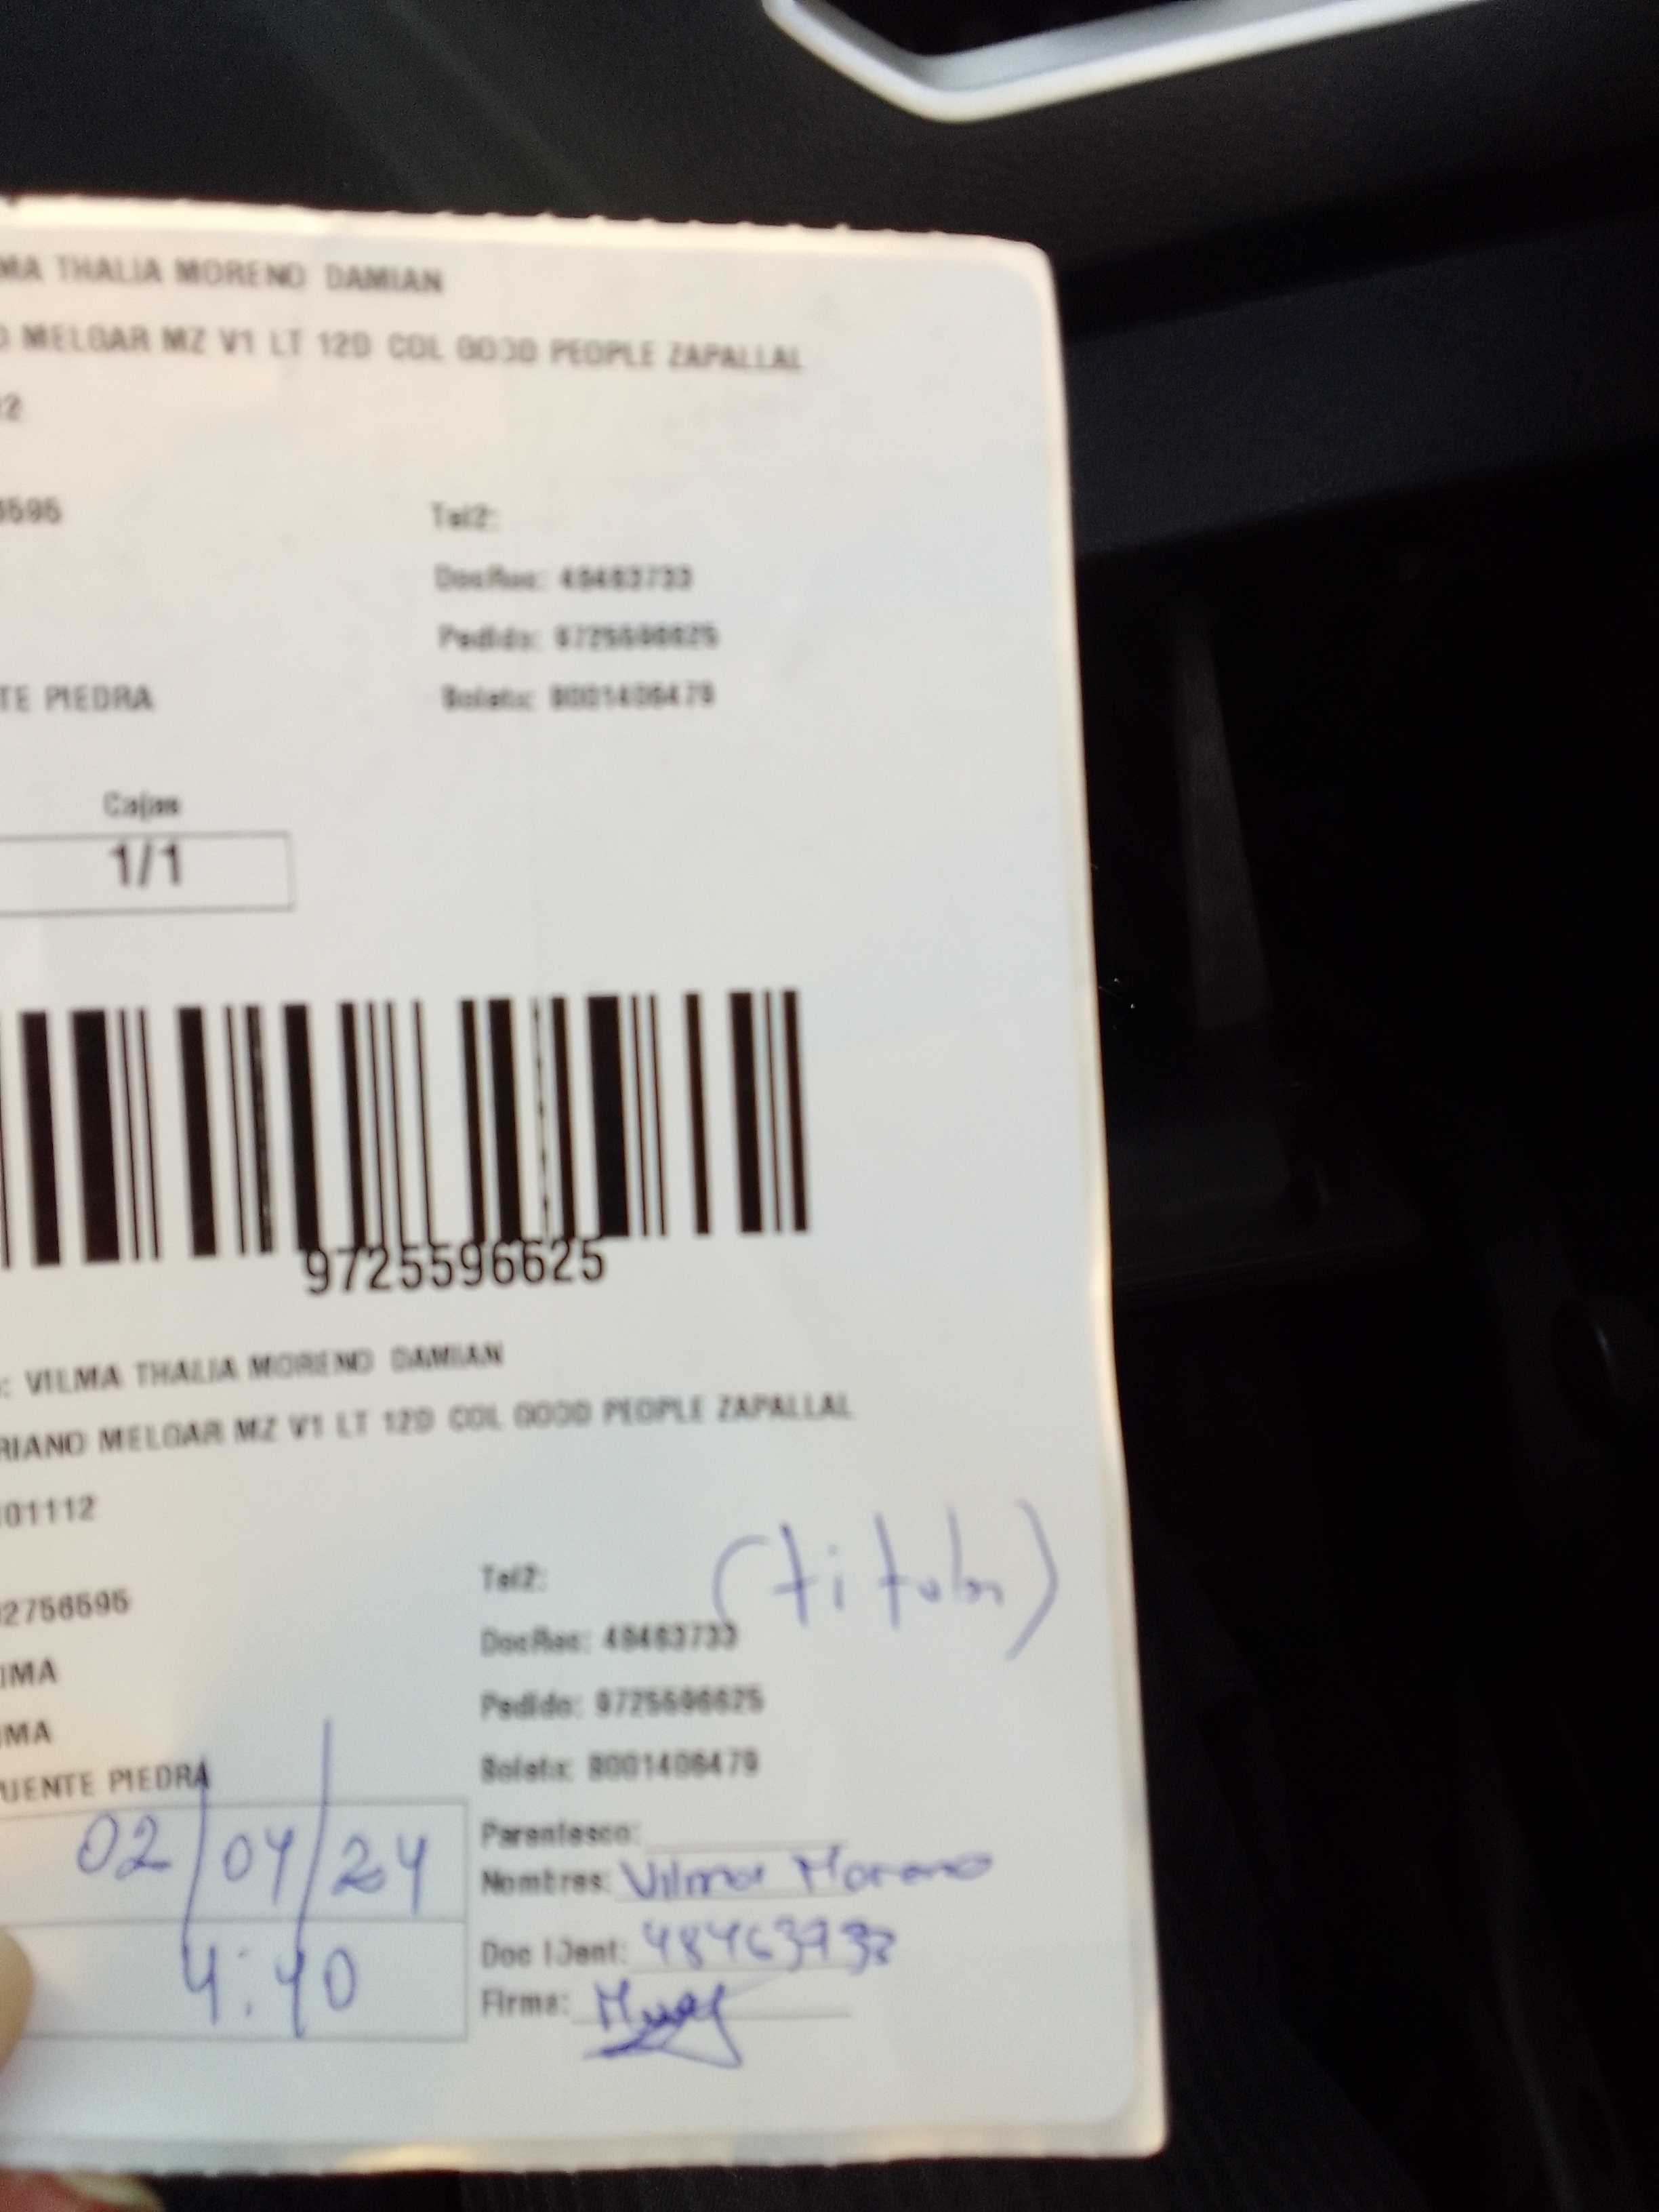 MA THALIA MORENO DAMIAN
O MELGAR MZ V1 LT 12D COL GOOD PEOPLE ZAPALLAL
2
595
Tel2:
DocRec: 48463733
Pedido: 9725596625
TE PIEDRA
Boleta: B001406479
Cajas
1/1
9725596625
: VILMA THALIA MORENO DAMIAN
RIANO MELGAR MZ V1 LT 12D COL GOOD PEOPLE ZAPALLAL
01112
(titular)
Tel2:
2756595
DocRec: 48463733
IMA
Pedido: 9725596625
MA
Boleta: B001406479
UENTE PIEDRA
Parentesco:
02/04/24
Nombres: Vilma Moreno
Doc IDent: 48463733
4:40
Firma: